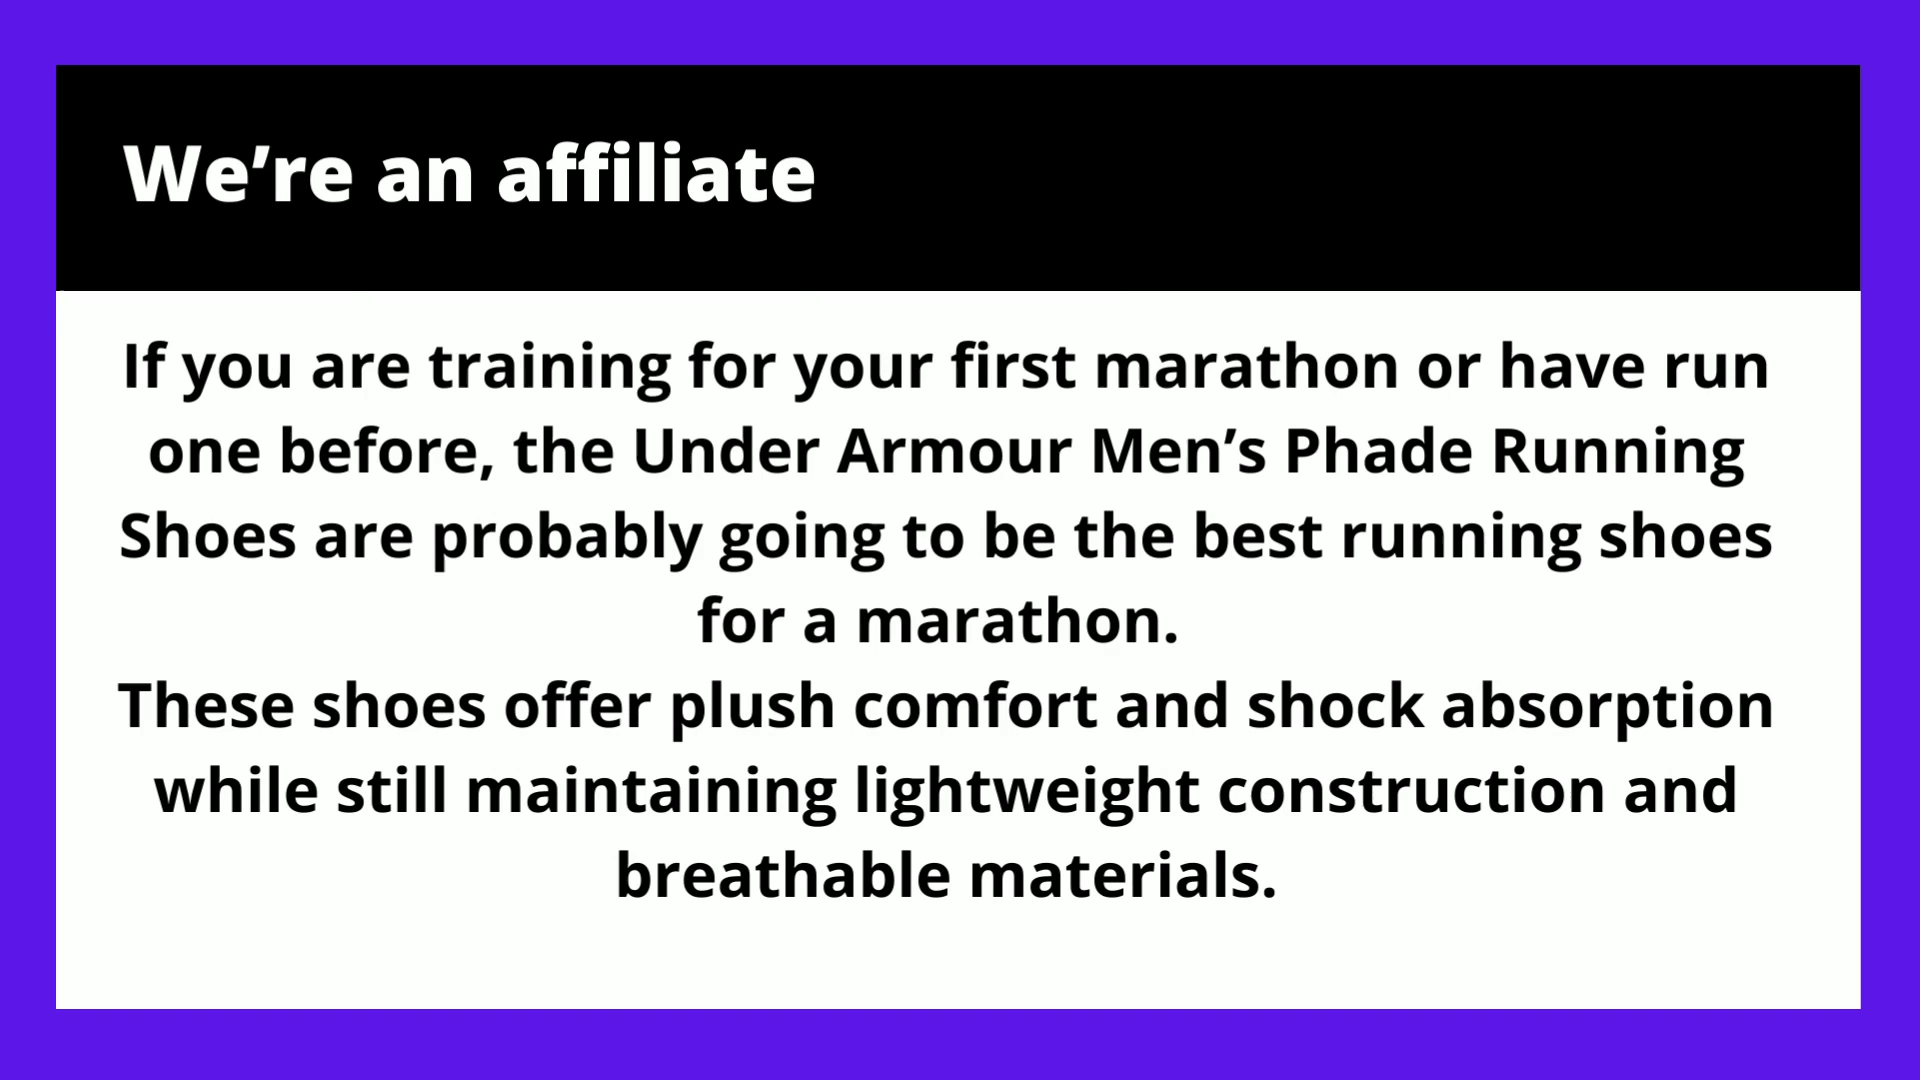 We’re an affiliate
If you are training for your first marathon or have run
one before, the Under Armour Men’s Phade Running
Shoes are probably going to be the best running shoes
for a marathon.
These shoes offer plush comfort and shock absorption
while still maintaining lightweight construction and
breathable materials.